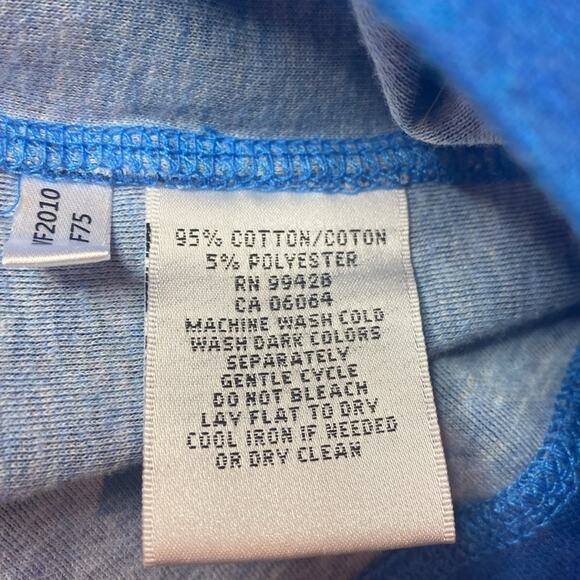 F2010
F75
95% COTTON/COTON
5% POLYESTER
RN 99428
CA 06064
MACHINE WASH COLD
WASH DARK COLORS
SEPARATELY
GENTLE CYCLE
DO NOT BLEACH
LAY FLAT TO DRY
COOL IRON IF NEEDED
OR DRY CLEAN